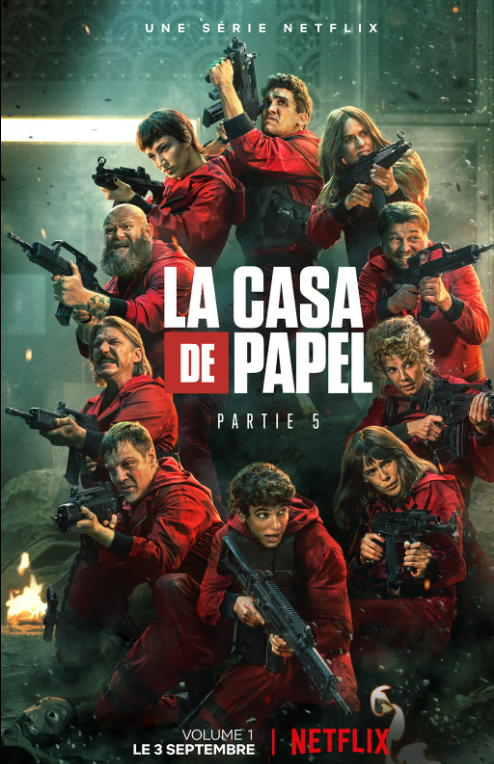 UNE SÉRIE NETFLIX
LA CASA
DE PAPEL
PARTIE 5
VOLUME 1
LE 3 SEPTEMBRE
NETFLIX